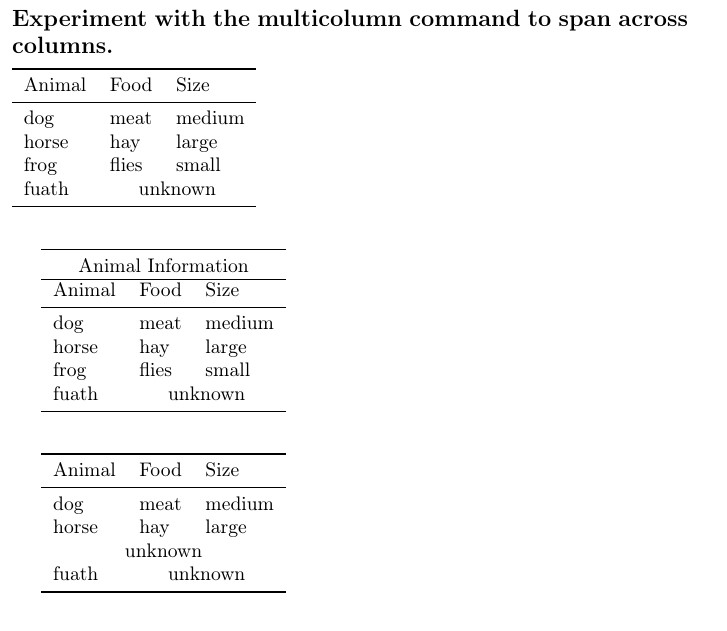 Experiment with the multicolumn command to span across
columns.
Animal Food Size
dog meat medium
horse hay large
frog flies small
fuath unknown
Animal Information
Animal Food Size
dog meat medium
horse hay large
frog flies small
fuath unknown
Animal Food Size
dog meat medium
horse hay large
unknown
fuath unknown